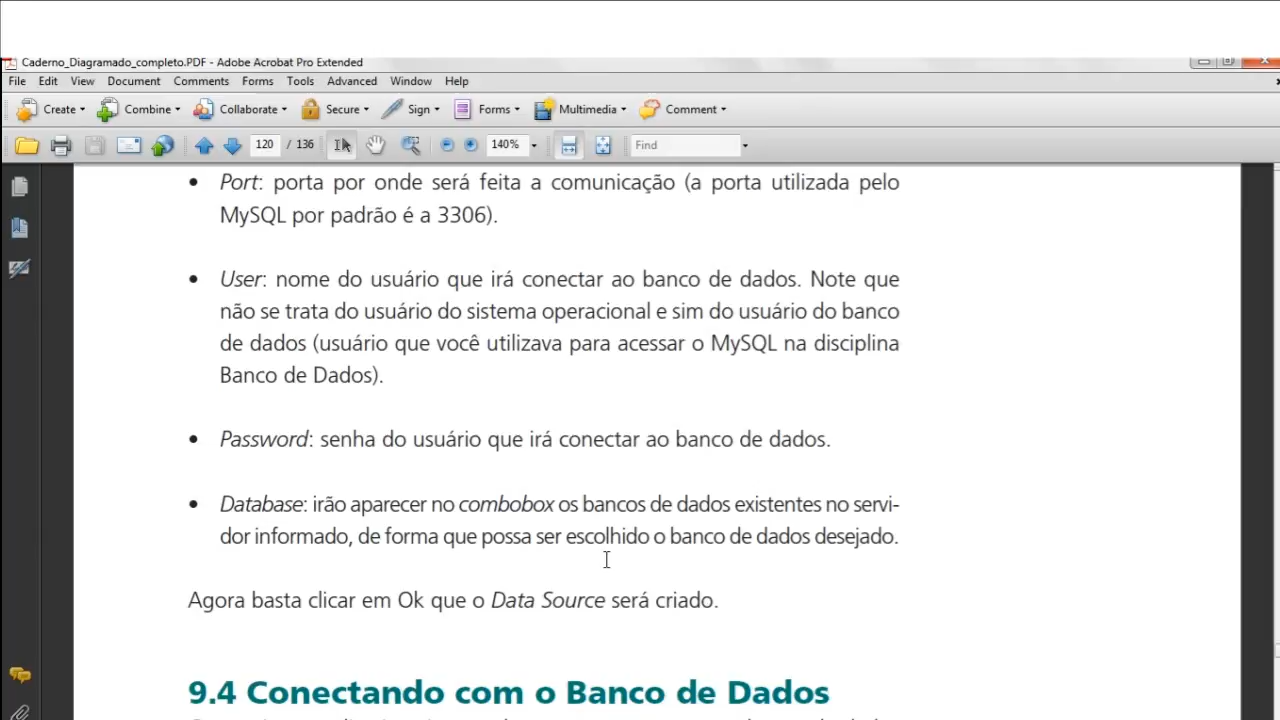 Caderno_Diagramado_completo.PDF - Adobe Acrobat Pro Extended
File Edit View Document Comments Forms Tools Advanced Window Help
Create Combine Collaborate Secure Sign Forms Multimedia Comment
120 / 136 140% Find
• Port: porta por onde será feita a comunicação (a porta utilizada pelo
MySQL por padrão é a 3306).
• User: nome do usuário que irá conectar ao banco de dados. Note que
não se trata do usuário do sistema operacional e sim do usuário do banco
de dados (usuário que você utilizava para acessar o MySQL na disciplina
Banco de Dados).
• Password: senha do usuário que irá conectar ao banco de dados.
• Database: irão aparecer no combobox os bancos de dados existentes no servi-
dor informado, de forma que possa ser escolhido o banco de dados desejado.
Agora basta clicar em Ok que o Data Source será criado.
9.4 Conectando com o Banco de Dados